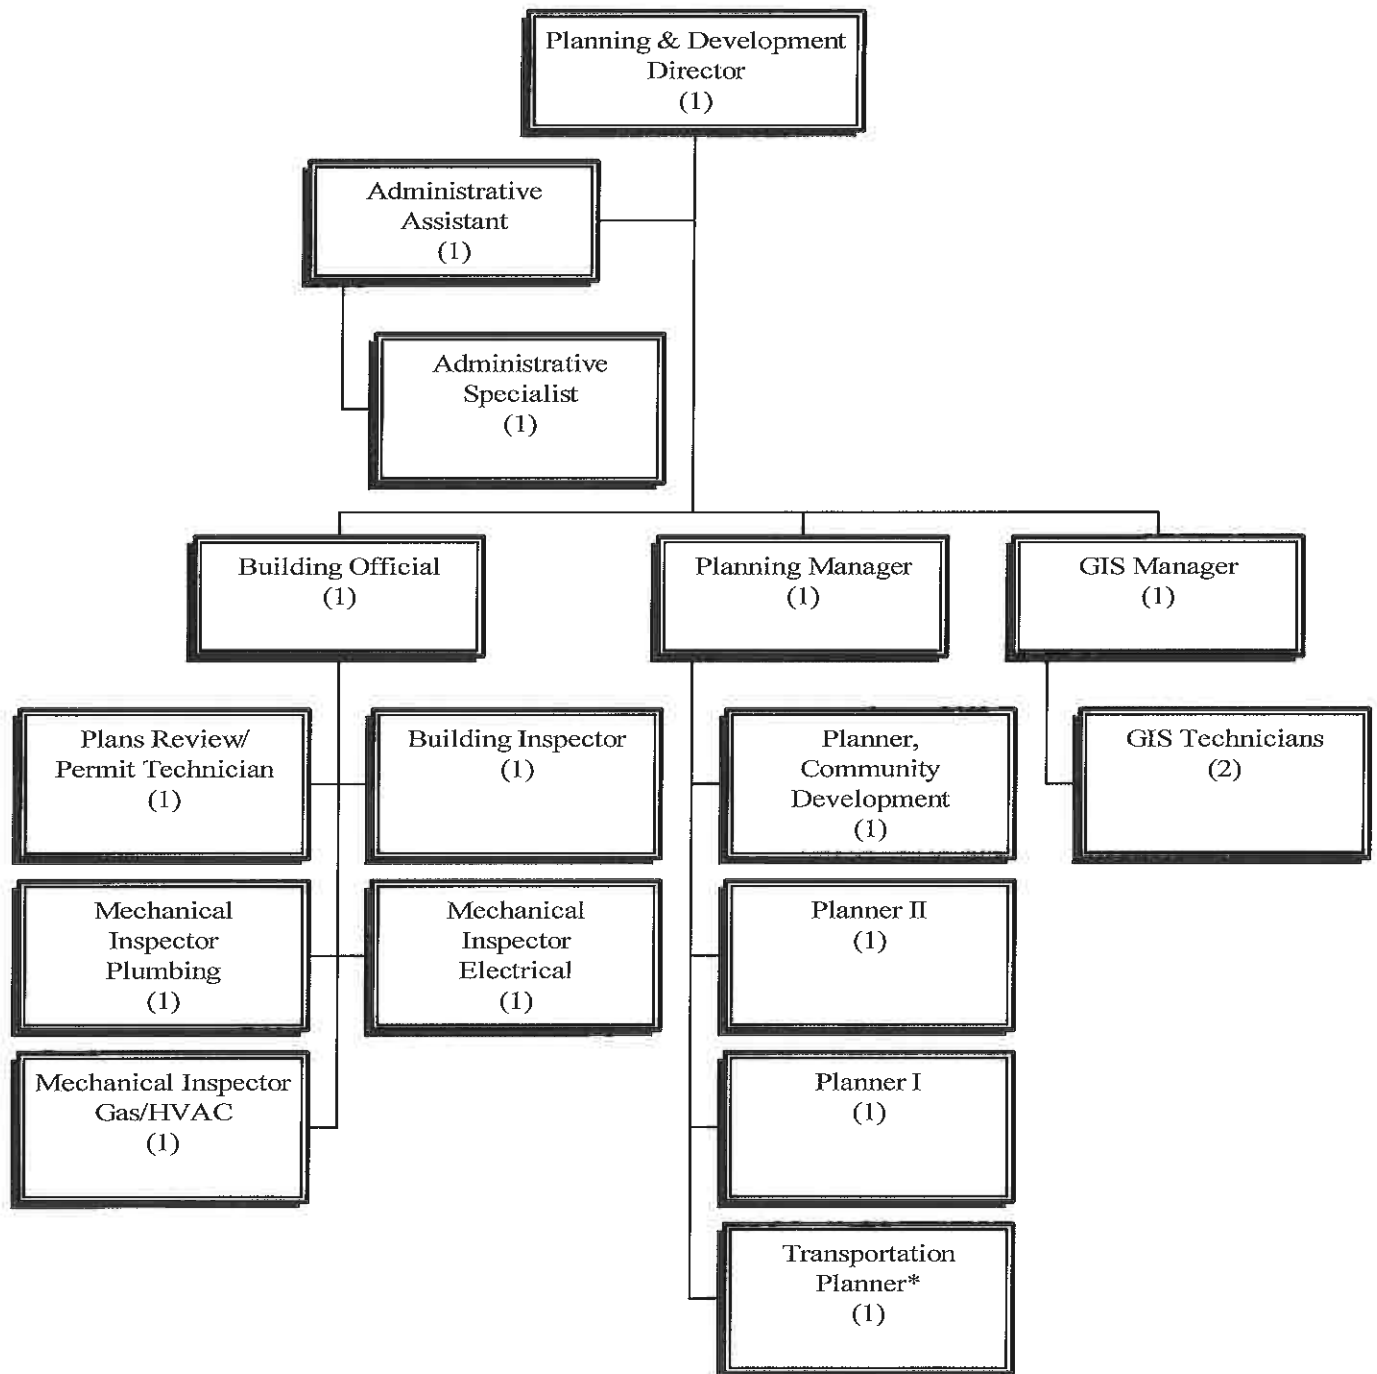 Planning & Development
Director
(1)
Administrative
Assistant
(1)
Administrative
Specialist
(1)
Building Official
(1)
Planning Manager
(1)
GIS Manager
(1)
Plans Review/
Permit Technician
(1)
Building Inspector
(1)
Planner,
Community
Development
(1)
GIS Technicians
(2)
Mechanical
Inspector
Plumbing
(1)
Mechanical
Inspector
Electrical
(1)
Planner II
(1)
Mechanical Inspector
Gas/HVAC
(1)
Planner I
(1)
Transportation
Planner*
(1)